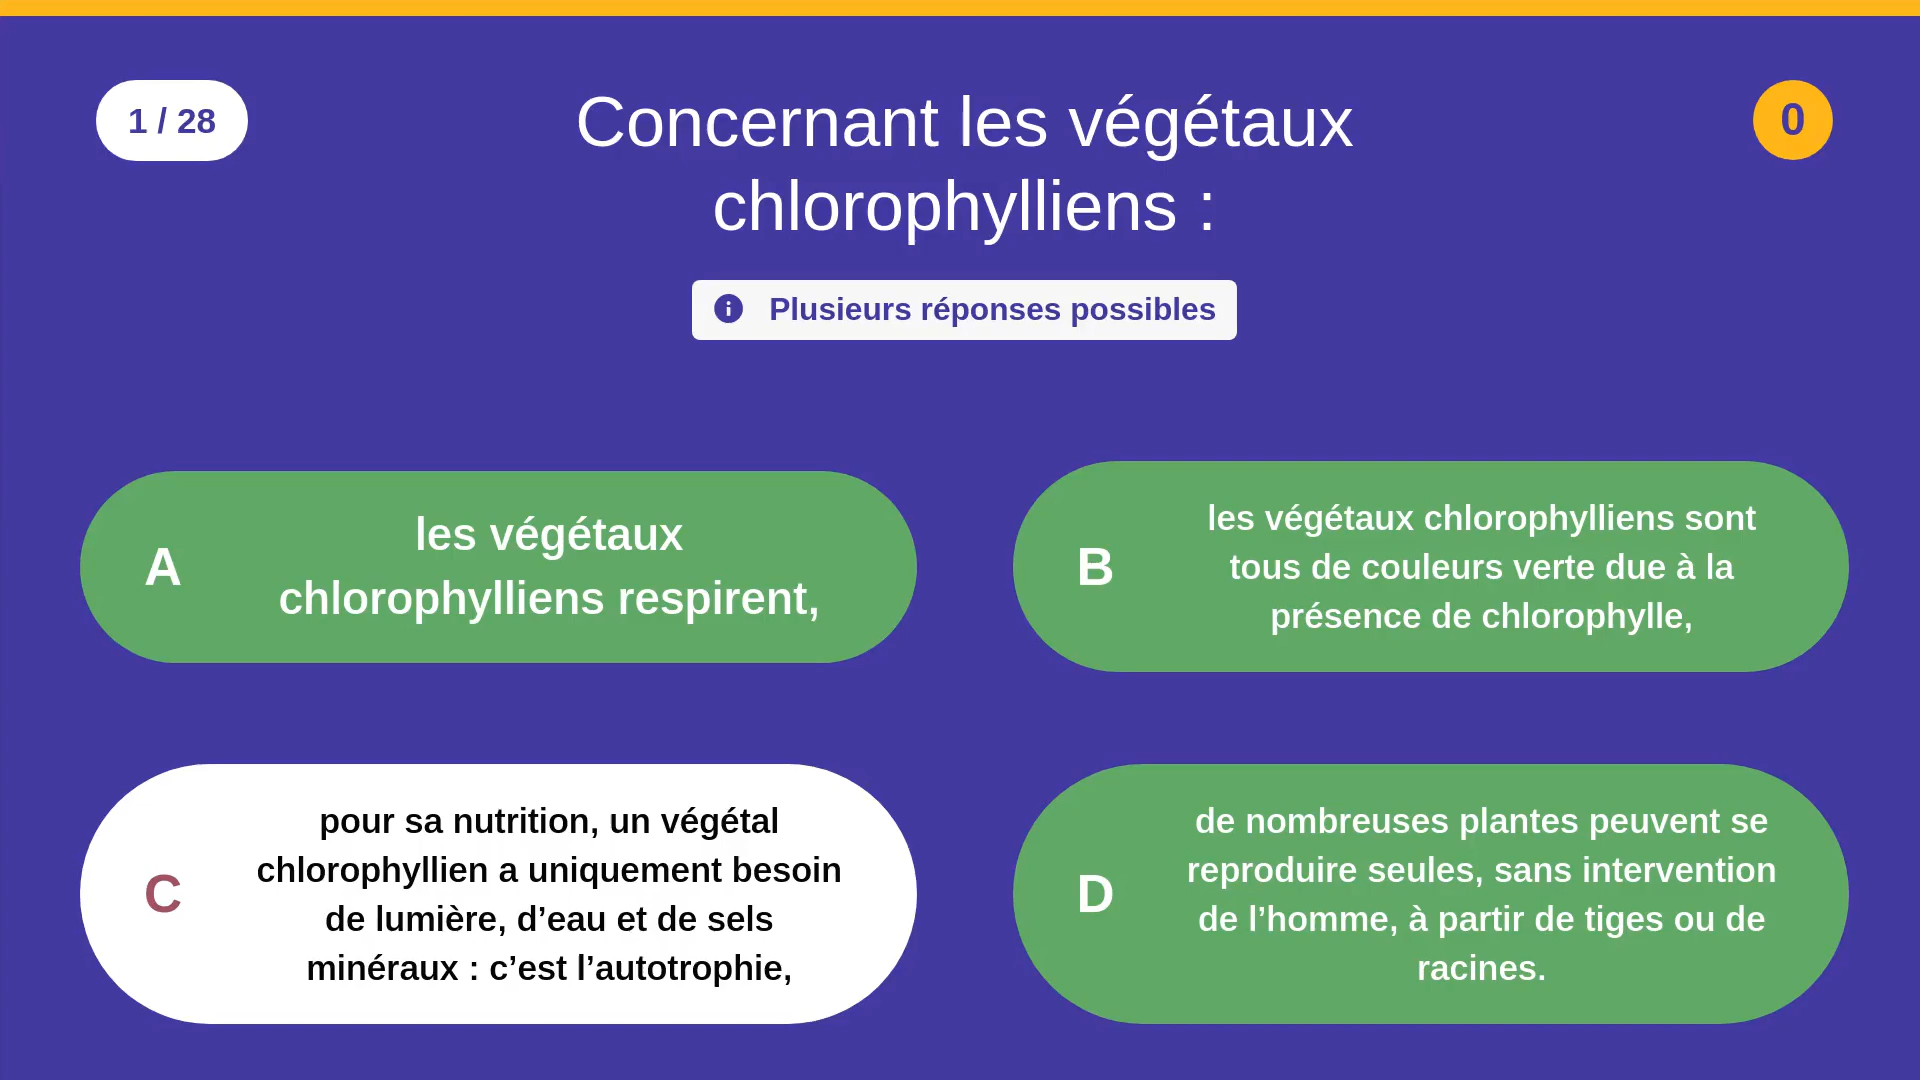 1 / 28
Concernant les végétaux
chlorophylliens :
0
Plusieurs réponses possibles
A
les végétaux
chlorophylliens respirent,
B
les végétaux chlorophylliens sont
tous de couleurs verte due à la
présence de chlorophylle,
C
pour sa nutrition, un végétal
chlorophyllien a uniquement besoin
de lumière, d’eau et de sels
minéraux : c’est l’autotrophie,
D
de nombreuses plantes peuvent se
reproduire seules, sans intervention
de l’homme, à partir de tiges ou de
racines.